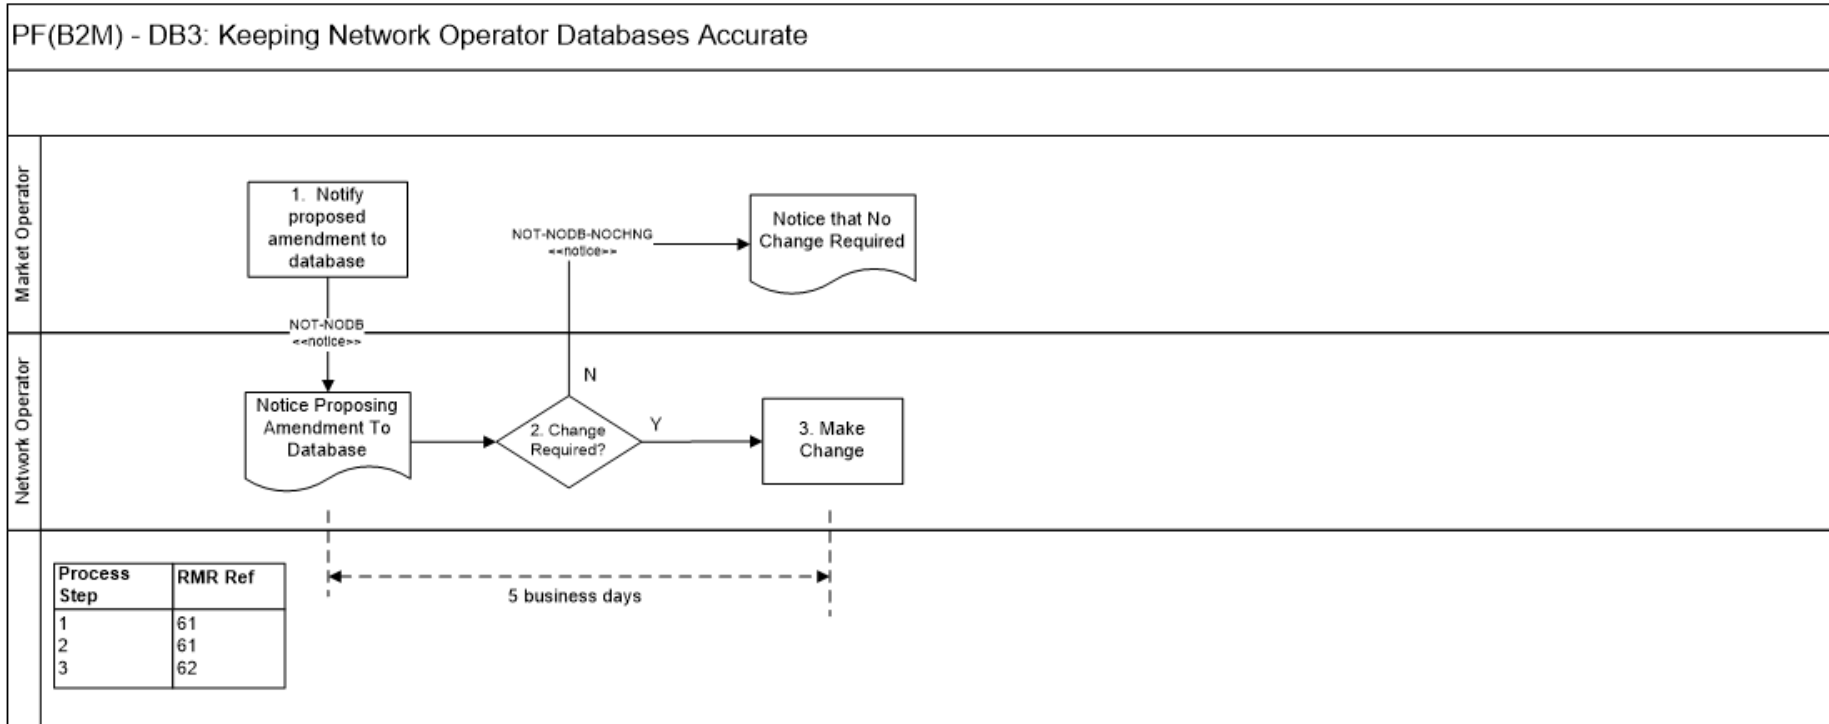 PF(B2M) - DB3: Keeping Network Operator Databases Accurate
Market Operator
1. Notify
proposed
amendment to
database
NOT-NODB-NOCHNG
<<notice>>
Notice that No
Change Required
NOT-NODB
<<notice>>
Network Operator
N
Notice Proposing
Amendment To
Database
2. Change
Required?
Y
3. Make
Change
Process
Step
RMR Ref
1
61
2
61
3
62
5 business days